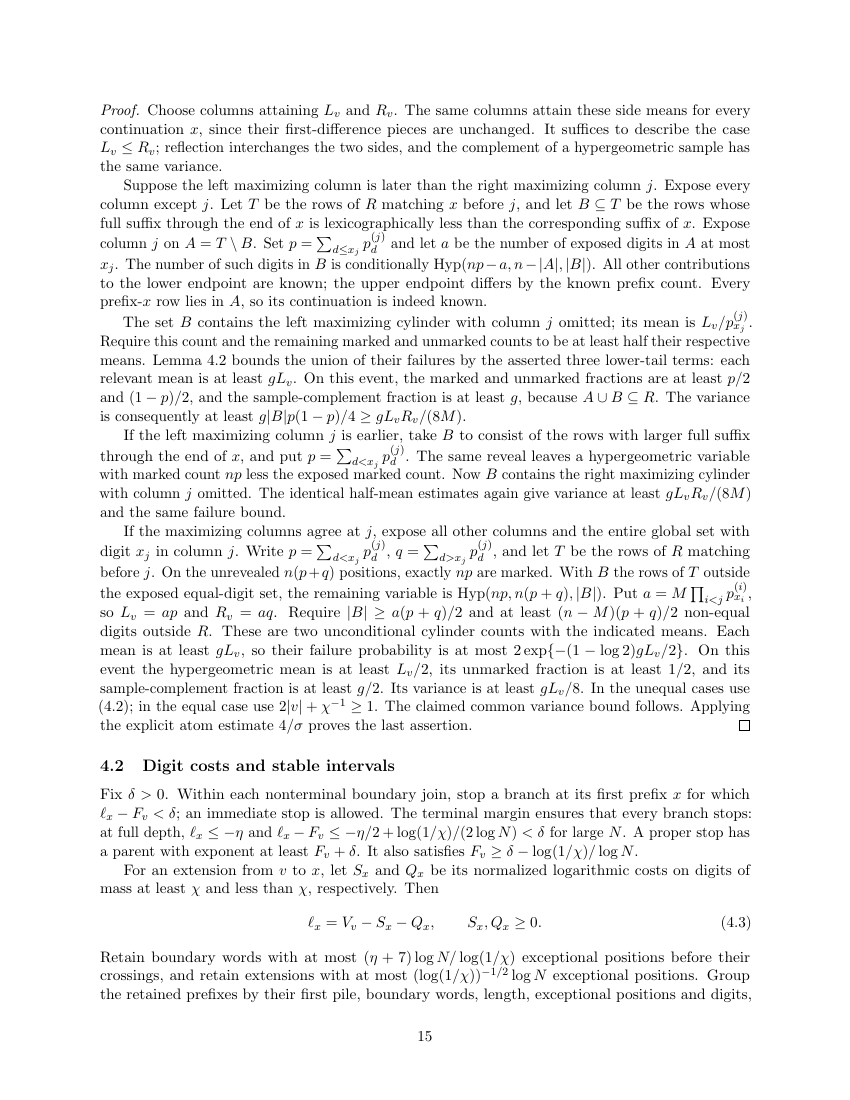 Proof. Choose columns attaining L_v and R_v. The same columns attain these side means for every
continuation x, since their first-difference pieces are unchanged. It suffices to describe the case
L_v ≤ R_v; reflection interchanges the two sides, and the complement of a hypergeometric sample has
the same variance.
Suppose the left maximizing column is later than the right maximizing column j. Expose every
column except j. Let T be the rows of R matching x before j, and let B ⊆ T be the rows whose
full suffix through the end of x is lexicographically less than the corresponding suffix of x. Expose
column j on A = T \ B. Set p = ∑_{d≤x_j} p_d^{(j)} and let a be the number of exposed digits in A at most
x_j. The number of such digits in B is conditionally Hyp(np − a, n − |A|, |B|). All other contributions
to the lower endpoint are known; the upper endpoint differs by the known prefix count. Every
prefix-x row lies in A, so its continuation is indeed known.
The set B contains the left maximizing cylinder with column j omitted; its mean is L_v/p_{x_j}^{(j)}.
Require this count and the remaining marked and unmarked counts to be at least half their respective
means. Lemma 4.2 bounds the union of their failures by the asserted three lower-tail terms: each
relevant mean is at least gL_v. On this event, the marked and unmarked fractions are at least p/2
and (1 − p)/2, and the sample-complement fraction is at least g, because A ∪ B ⊆ R. The variance
is consequently at least g|B|p(1 − p)/4 ≥ gL_vR_v/(8M).
If the left maximizing column j is earlier, take B to consist of the rows with larger full suffix
through the end of x, and put p = ∑_{d<x_j} p_d^{(j)}. The same reveal leaves a hypergeometric variable
with marked count np less the exposed marked count. Now B contains the right maximizing cylinder
with column j omitted. The identical half-mean estimates again give variance at least gL_vR_v/(8M)
and the same failure bound.
If the maximizing columns agree at j, expose all other columns and the entire global set with
digit x_j in column j. Write p = ∑_{d<x_j} p_d^{(j)}, q = ∑_{d>x_j} p_d^{(j)}, and let T be the rows of R matching
before j. On the unrevealed n(p+q) positions, exactly np are marked. With B the rows of T outside
the exposed equal-digit set, the remaining variable is Hyp(np, n(p + q), |B|). Put a = M ∏_{i<j} p_{x_i}^{(i)},
so L_v = ap and R_v = aq. Require |B| ≥ a(p + q)/2 and at least (n − M)(p + q)/2 non-equal
digits outside R. These are two unconditional cylinder counts with the indicated means. Each
mean is at least gL_v, so their failure probability is at most 2 exp{−(1 − log 2)gL_v/2}. On this
event the hypergeometric mean is at least L_v/2, its unmarked fraction is at least 1/2, and its
sample-complement fraction is at least g/2. Its variance is at least gL_v/8. In the unequal cases use
(4.2); in the equal case use 2|v| + χ^{−1} ≥ 1. The claimed common variance bound follows. Applying
the explicit atom estimate 4/σ proves the last assertion. □
4.2 Digit costs and stable intervals
Fix δ > 0. Within each nonterminal boundary join, stop a branch at its first prefix x for which
ℓ_x − F_v < δ; an immediate stop is allowed. The terminal margin ensures that every branch stops:
at full depth, ℓ_x ≤ −η and ℓ_x − F_v ≤ −η/2 + log(1/χ)/(2 log N) < δ for large N. A proper stop has
a parent with exponent at least F_v + δ. It also satisfies F_v ≥ δ − log(1/χ)/ log N.
For an extension from v to x, let S_x and Q_x be its normalized logarithmic costs on digits of
mass at least χ and less than χ, respectively. Then
ℓ_x = V_v − S_x − Q_x, S_x, Q_x ≥ 0. (4.3)
Retain boundary words with at most (η + 7) log N/ log(1/χ) exceptional positions before their
crossings, and retain extensions with at most (log(1/χ))^{−1/2} log N exceptional positions. Group
the retained prefixes by their first pile, boundary words, length, exceptional positions and digits,
15